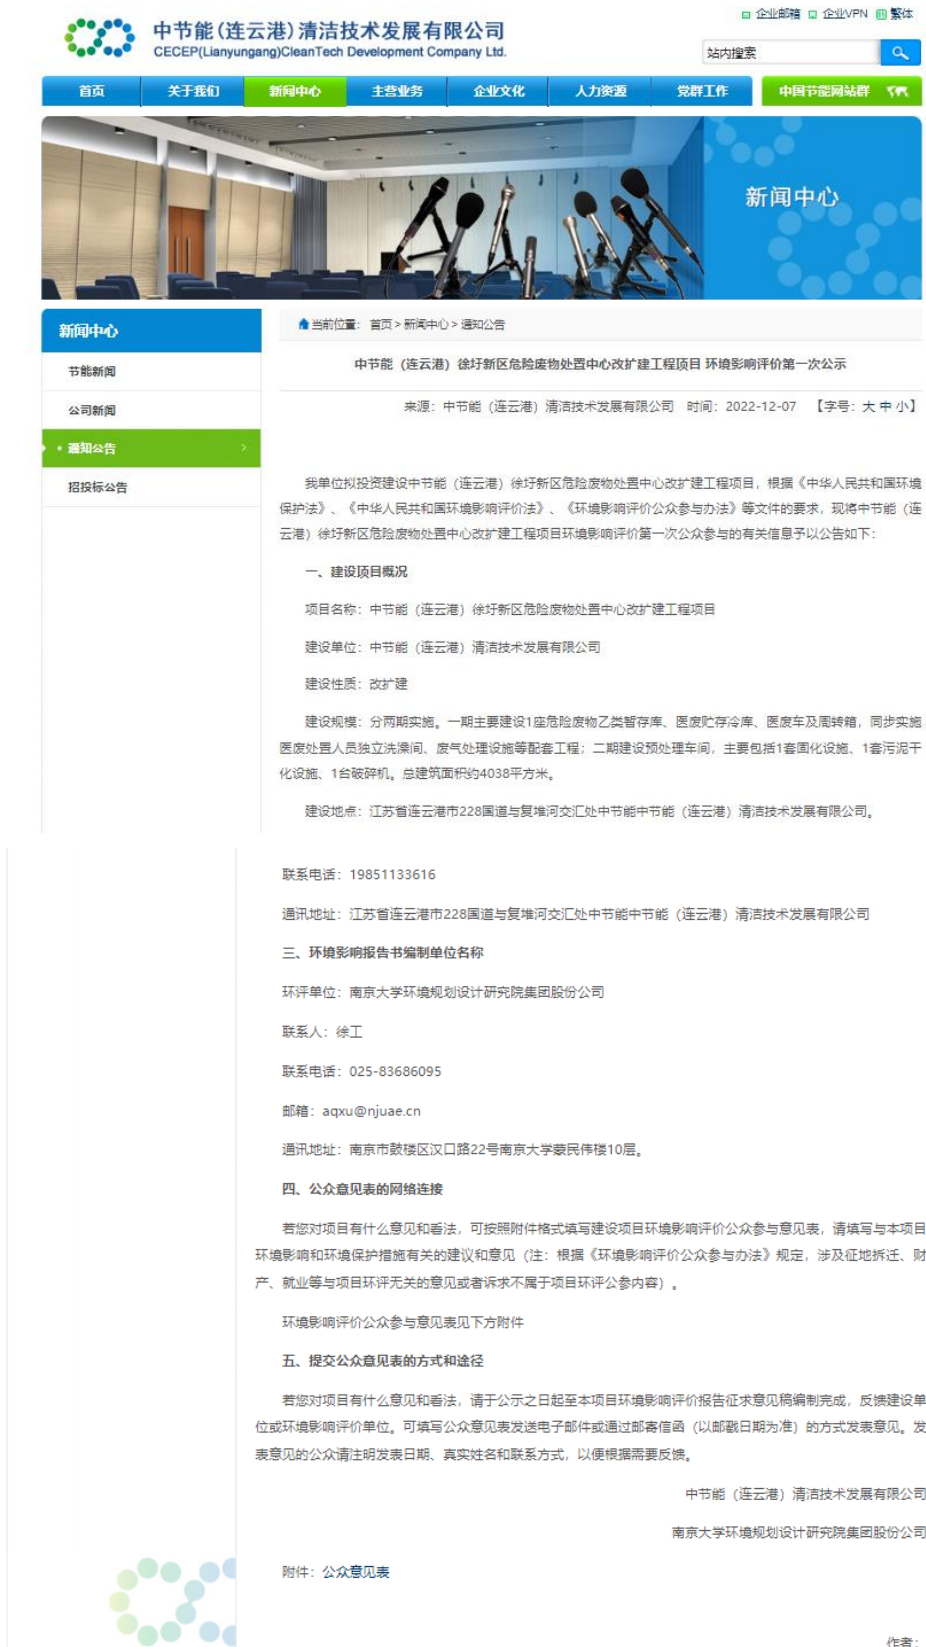 企业邮箱 企业VPN 繁体
中节能(连云港)清洁技术发展有限公司
CECEP(Lianyungang)CleanTech Development Company Ltd.
站内搜索
首页 关于我们 新闻中心 主营业务 企业文化 人力资源 党群工作 中国节能网站群
新闻中心
新闻中心
节能新闻
公司新闻
通知公告
招投标公告
当前位置： 首页 > 新闻中心 > 通知公告
中节能（连云港）徐圩新区危险废物处置中心改扩建工程项目 环境影响评价第一次公示
来源：中节能（连云港）清洁技术发展有限公司 时间：2022-12-07 【字号：大 中 小】
我单位拟投资建设中节能（连云港）徐圩新区危险废物处置中心改扩建工程项目，根据《中华人民共和国环境
保护法》、《中华人民共和国环境影响评价法》、《环境影响评价公众参与办法》等文件的要求，现将中节能（连
云港）徐圩新区危险废物处置中心改扩建工程项目环境影响评价第一次公众参与的有关信息予以公告如下：
一、建设项目概况
项目名称：中节能（连云港）徐圩新区危险废物处置中心改扩建工程项目
建设单位：中节能（连云港）清洁技术发展有限公司
建设性质：改扩建
建设规模：分两期实施。一期主要建设1座危险废物乙类暂存库、医废贮存冷库、医废车及周转箱，同步实施
医废处置人员独立洗澡间、废气处理设施等配套工程；二期建设预处理车间，主要包括1套固化设施、1套污泥干
化设施、1台破碎机。总建筑面积约4038平方米。
建设地点：江苏省连云港市228国道与复堆河交汇处中节能中节能（连云港）清洁技术发展有限公司。
联系电话：19851133616
通讯地址：江苏省连云港市228国道与复堆河交汇处中节能中节能（连云港）清洁技术发展有限公司
三、环境影响报告书编制单位名称
环评单位：南京大学环境规划设计研究院集团股份公司
联系人：徐工
联系电话：025-83686095
邮箱：aqxu@njuae.cn
通讯地址：南京市鼓楼区汉口路22号南京大学蒙民伟楼10层。
四、公众意见表的网络连接
若您对项目有什么意见和看法，可按照附件格式填写建设项目环境影响评价公众参与意见表，请填写与本项目
环境影响和环境保护措施有关的建议和意见（注：根据《环境影响评价公众参与办法》规定，涉及征地拆迁、财
产、就业等与项目环评无关的意见或者诉求不属于项目环评公参内容）。
环境影响评价公众参与意见表见下方附件
五、提交公众意见表的方式和途径
若您对项目有什么意见和看法，请于公示之日起至本项目环境影响评价报告征求意见稿编制完成，反馈建设单
位或环境影响评价单位。可填写公众意见表发送电子邮件或通过邮寄信函（以邮戳日期为准）的方式发表意见。发
表意见的公众请注明发表日期、真实姓名和联系方式，以便根据需要反馈。
中节能（连云港）清洁技术发展有限公司
南京大学环境规划设计研究院集团股份公司
附件：公众意见表
作者：